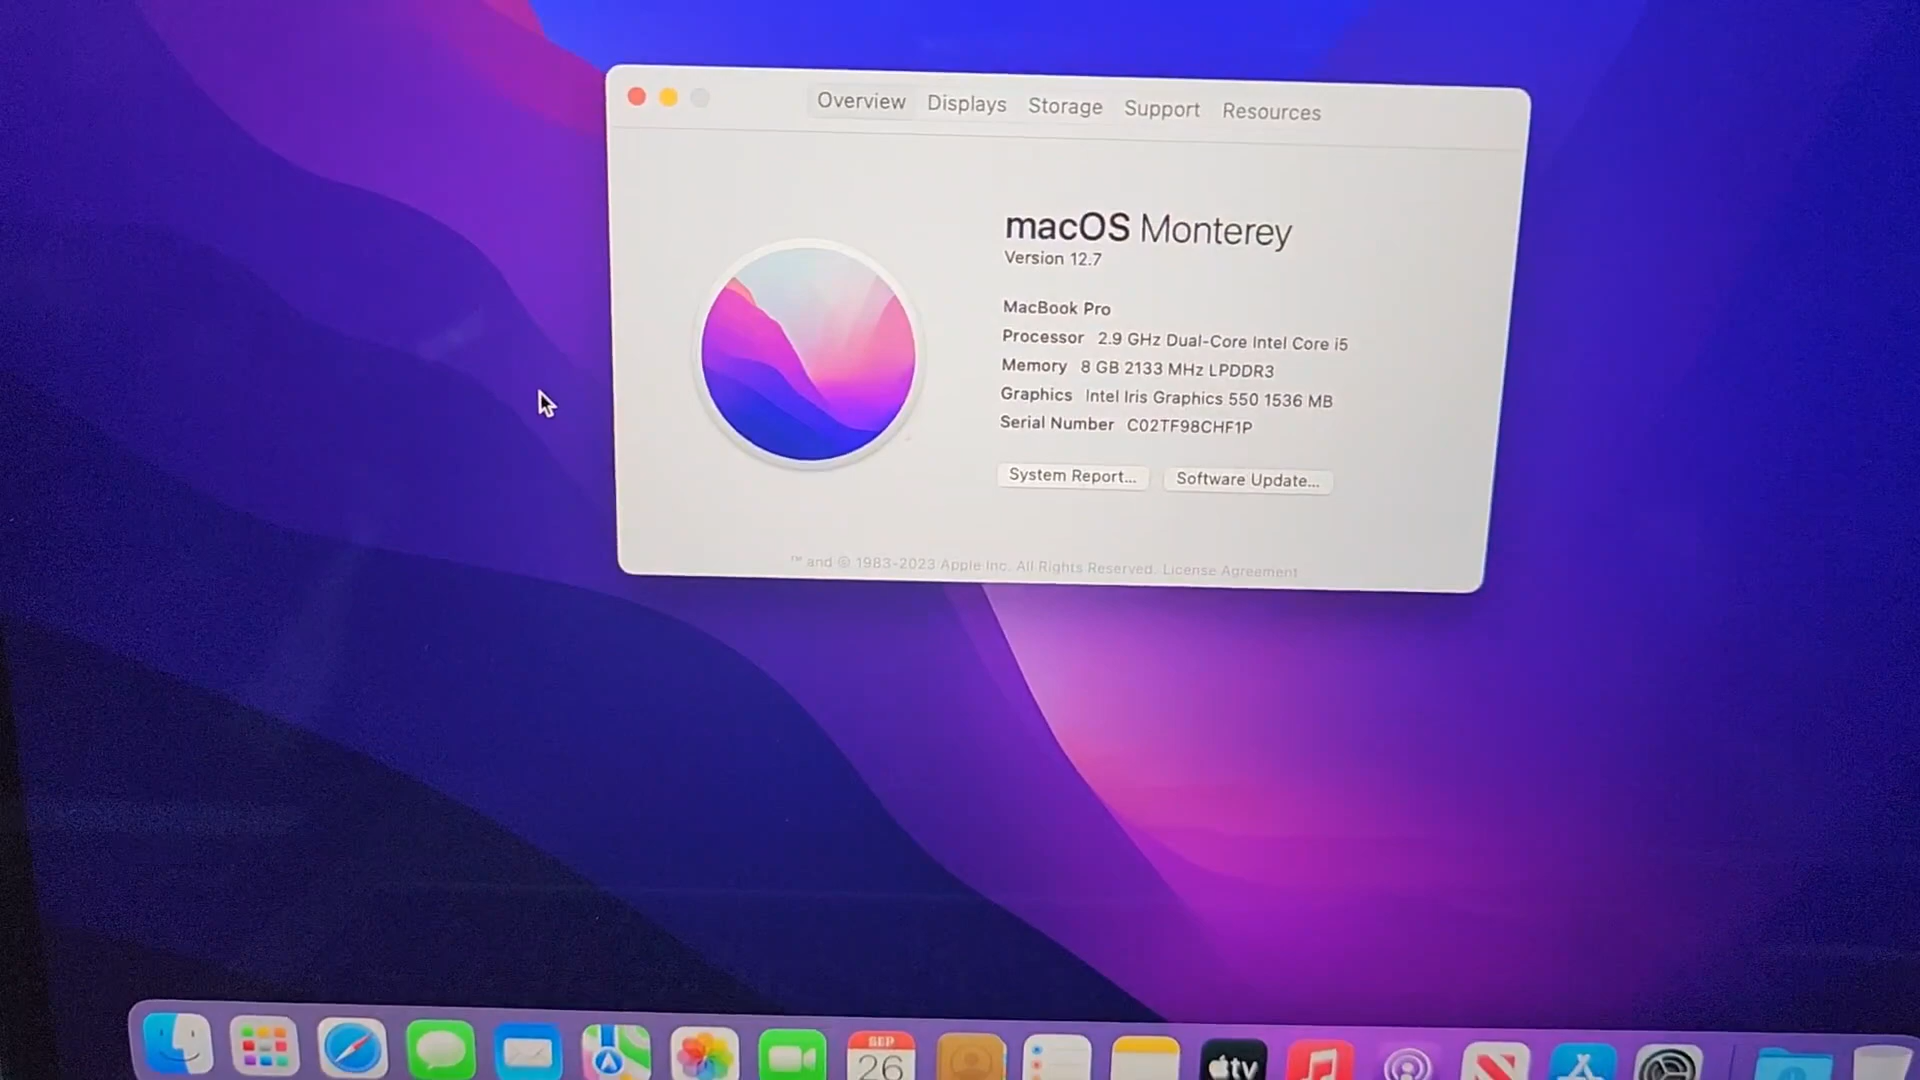 Overview Displays Storage Support Resources
macOS Monterey
Version 12.7
MacBook Pro
Processor 2.9 GHz Dual-Core Intel Core i5
Memory 8 GB 2133 MHz LPDDR3
Graphics Intel Iris Graphics 550 1536 MB
Serial Number C02TF98CHF1P
System Report... Software Update...
™ and © 1983-2023 Apple Inc. All Rights Reserved. License Agreement
SEP
26
tv